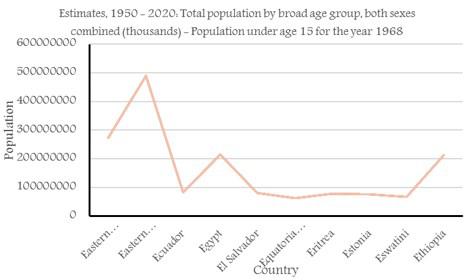 Estimates, 1950 - 2020: Total population by broad age group, both sexes
combined (thousands) - Population under age 15 for the year 1968
600000000
500000000
400000000
300000000
200000000
100000000
0
Population
Eastern...
Eastern...
Ecuador
Egypt
El Salvador
Equatoria...
Eritrea
Estonia
Eswatini
Ethiopia
Country